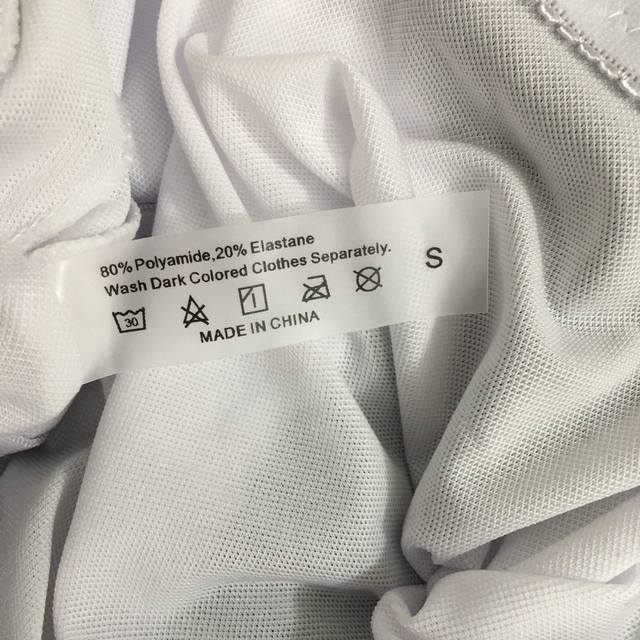 80% Polyamide,20% Elastane
Wash Dark Colored Clothes Separately.
S
30
MADE IN CHINA